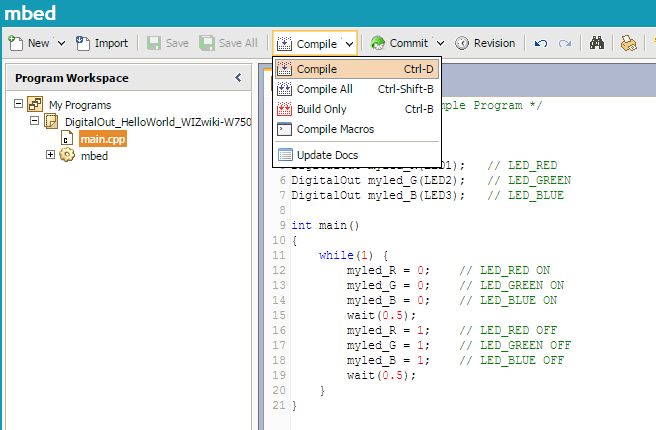 mbed
New Import Save Save All Compile Commit Revision
Program Workspace
My Programs
DigitalOut_HelloWorld_WIZwiki-W750
main.cpp
mbed
Compile Ctrl-D
Compile All Ctrl-Shift-B
Build Only Ctrl-B
Compile Macros
Update Docs
Program */
(LED1); // LED_RED
6 DigitalOut myled_G(LED2); // LED_GREEN
7 DigitalOut myled_B(LED3); // LED_BLUE
8
9 int main()
10 {
11 while(1) {
12 myled_R = 0; // LED_RED ON
13 myled_G = 0; // LED_GREEN ON
14 myled_B = 0; // LED_BLUE ON
15 wait(0.5);
16 myled_R = 1; // LED_RED OFF
17 myled_G = 1; // LED_GREEN OFF
18 myled_B = 1; // LED_BLUE OFF
19 wait(0.5);
20 }
21 }